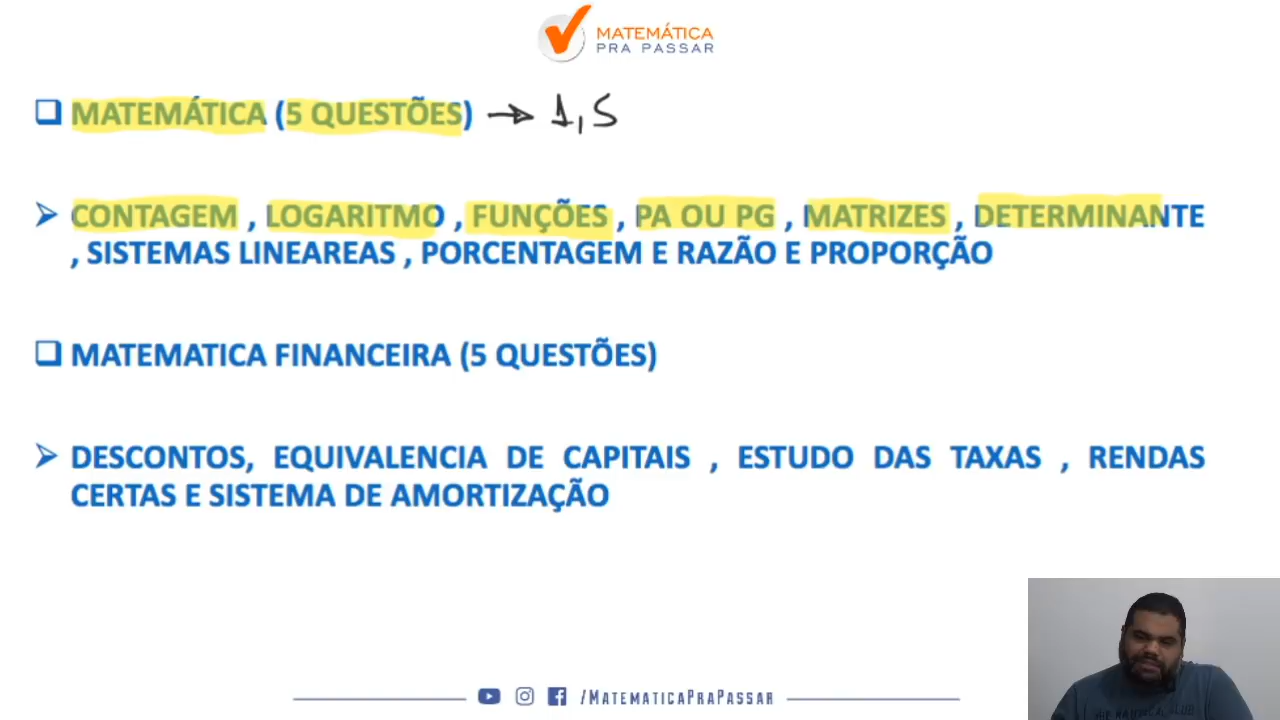 MATEMÁTICA
PRA PASSAR
MATEMÁTICA (5 QUESTÕES) → 1,5
CONTAGEM , LOGARITMO , FUNÇÕES , PA OU PG , MATRIZES , DETERMINANTE
, SISTEMAS LINEAREAS , PORCENTAGEM E RAZÃO E PROPORÇÃO
MATEMATICA FINANCEIRA (5 QUESTÕES)
DESCONTOS, EQUIVALENCIA DE CAPITAIS , ESTUDO DAS TAXAS , RENDAS
CERTAS E SISTEMA DE AMORTIZAÇÃO
/MATEMATICAPRAPASSAR